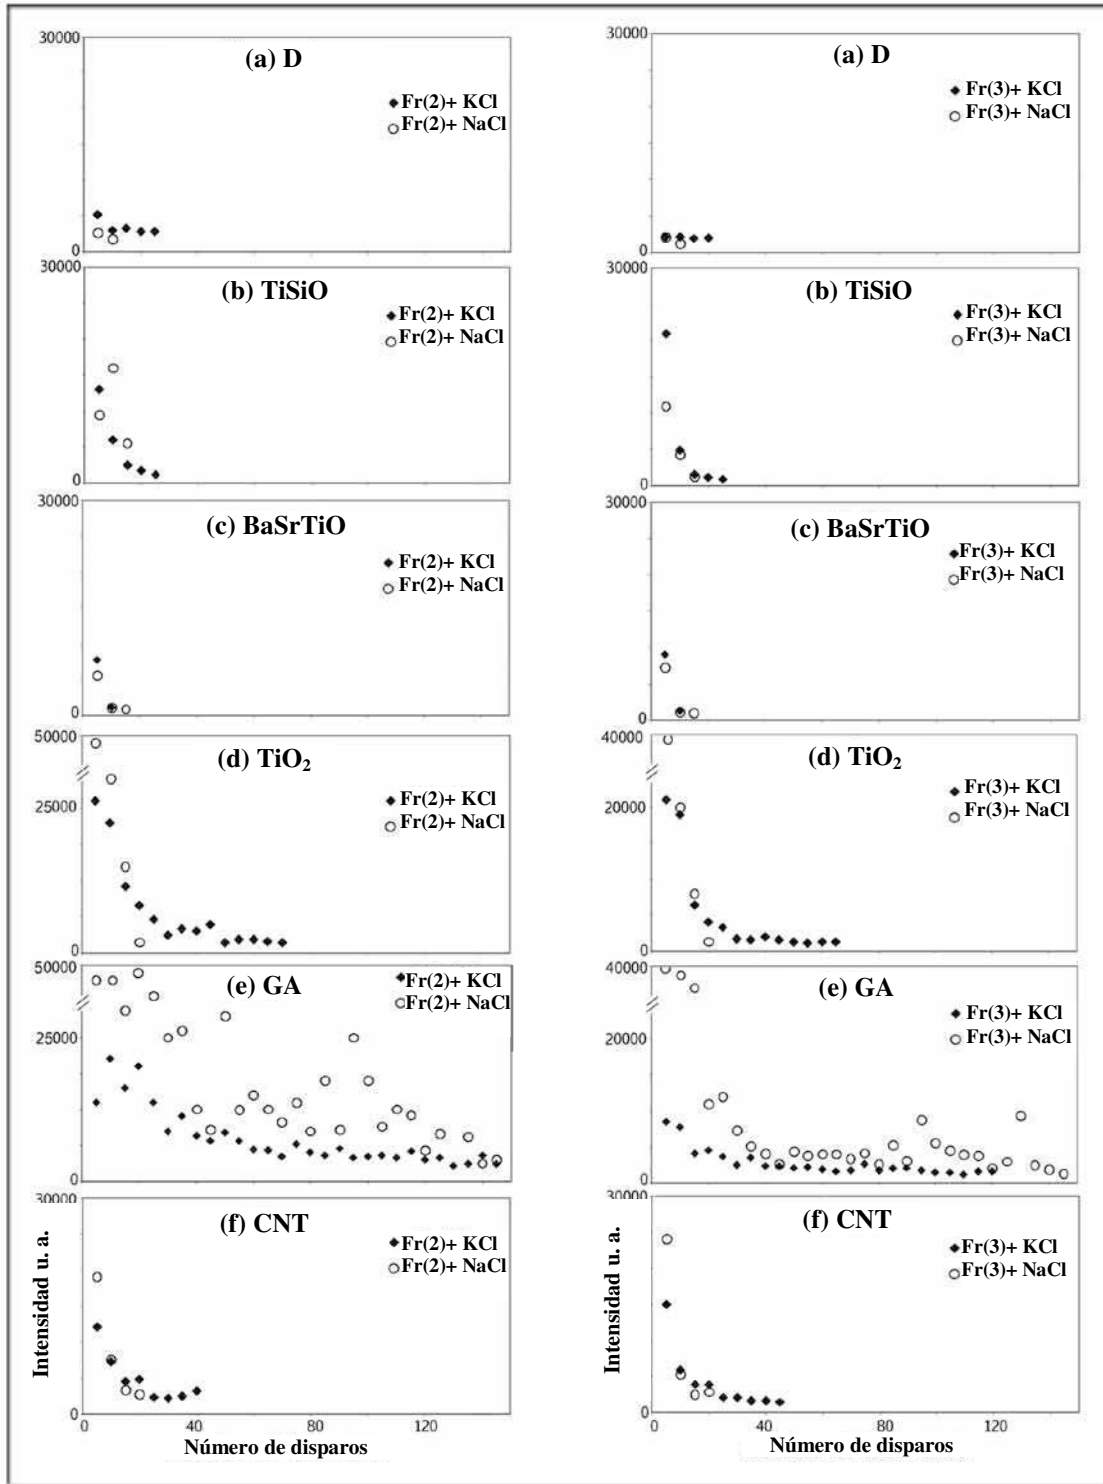 30000
(a) D
Fr(2)+ KCl
Fr(2)+ NaCl
0
30000
(b) TiSiO
Fr(2)+ KCl
Fr(2)+ NaCl
0
30000
(c) BaSrTiO
Fr(2)+ KCl
Fr(2)+ NaCl
0
50000
(d) TiO2
Fr(2)+ KCl
25000
Fr(2)+ NaCl
0
50000
(e) GA
Fr(2)+ KCl
Fr(2)+ NaCl
25000
0
30000
(f) CNT
Fr(2)+ KCl
Fr(2)+ NaCl
Intensidad u. a.
0
0 40 80 120
Número de disparos
30000
(a) D
Fr(3)+ KCl
Fr(3)+ NaCl
0
30000
(b) TiSiO
Fr(3)+ KCl
Fr(3)+ NaCl
0
30000
(c) BaSrTiO
Fr(3)+ KCl
Fr(3)+ NaCl
0
40000
(d) TiO2
Fr(3)+ KCl
20000
Fr(3)+ NaCl
0
40000
(e) GA
Fr(3)+ KCl
Fr(3)+ NaCl
20000
0
30000
(f) CNT
Fr(3)+ KCl
Fr(3)+ NaCl
Intensidad u. a.
0
0 40 80 120
Número de disparos